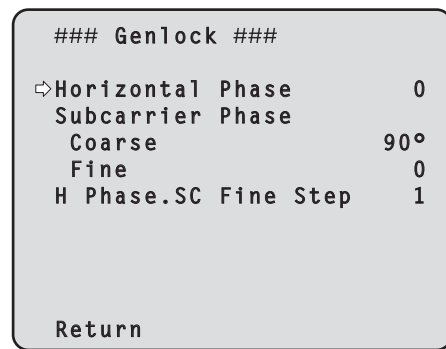 ### Genlock ###
⇨Horizontal Phase 0
Subcarrier Phase
Coarse 90°
Fine 0
H Phase.SC Fine Step 1
Return